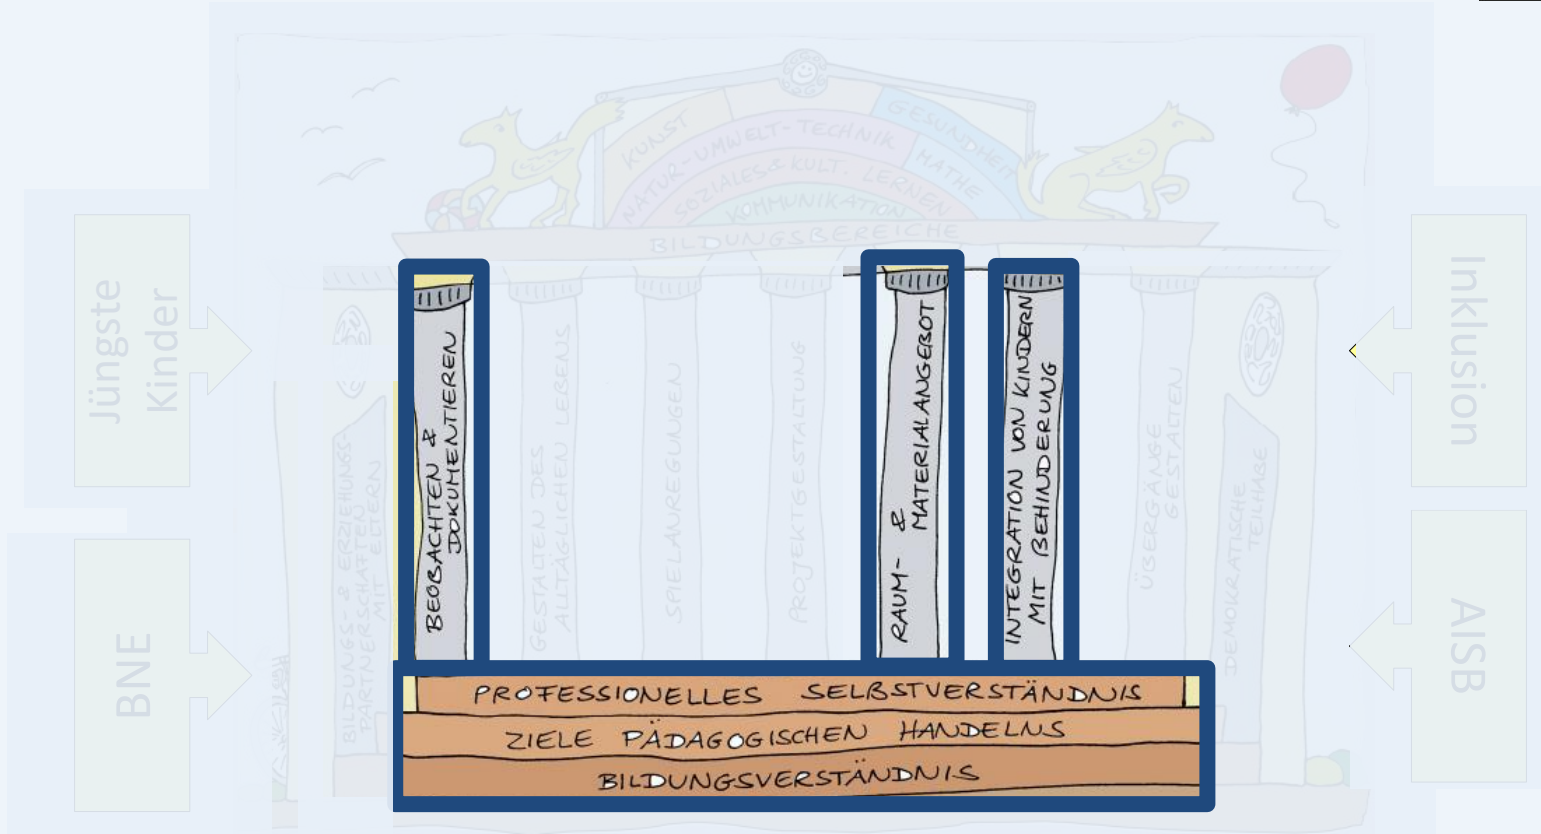 KUNST
GESUNDHEIT
NATUR-UMWELT-TECHNIK
MATHE
SOZIALES & KULT. LERNEN
KOMMUNIKATION
BILDUNGSBEREICHE
Jüngste
Kinder
BNE
BILDUNGS- & ERZIEHUNGS-
PARTNERSCHAFTEN
MIT ELTERN
BEOBACHTEN &
DOKUMENTIEREN
GESTALTEN DES
ALLTÄGLICHEN LEBENS
SPIELANREGUNGEN
PROJEKTGESTALTUNG
RAUM- &
MATERIALANGEBOT
INTEGRATION VON KINDERN
MIT BEHINDERUNG
ÜBERGÄNGE
GESTALTEN
DEMOKRATISCHE
TEILHABE
Inklusion
AISB
PROFESSIONELLES SELBSTVERSTÄNDNIS
ZIELE PÄDAGOGISCHEN HANDELNS
BILDUNGSVERSTÄNDNIS